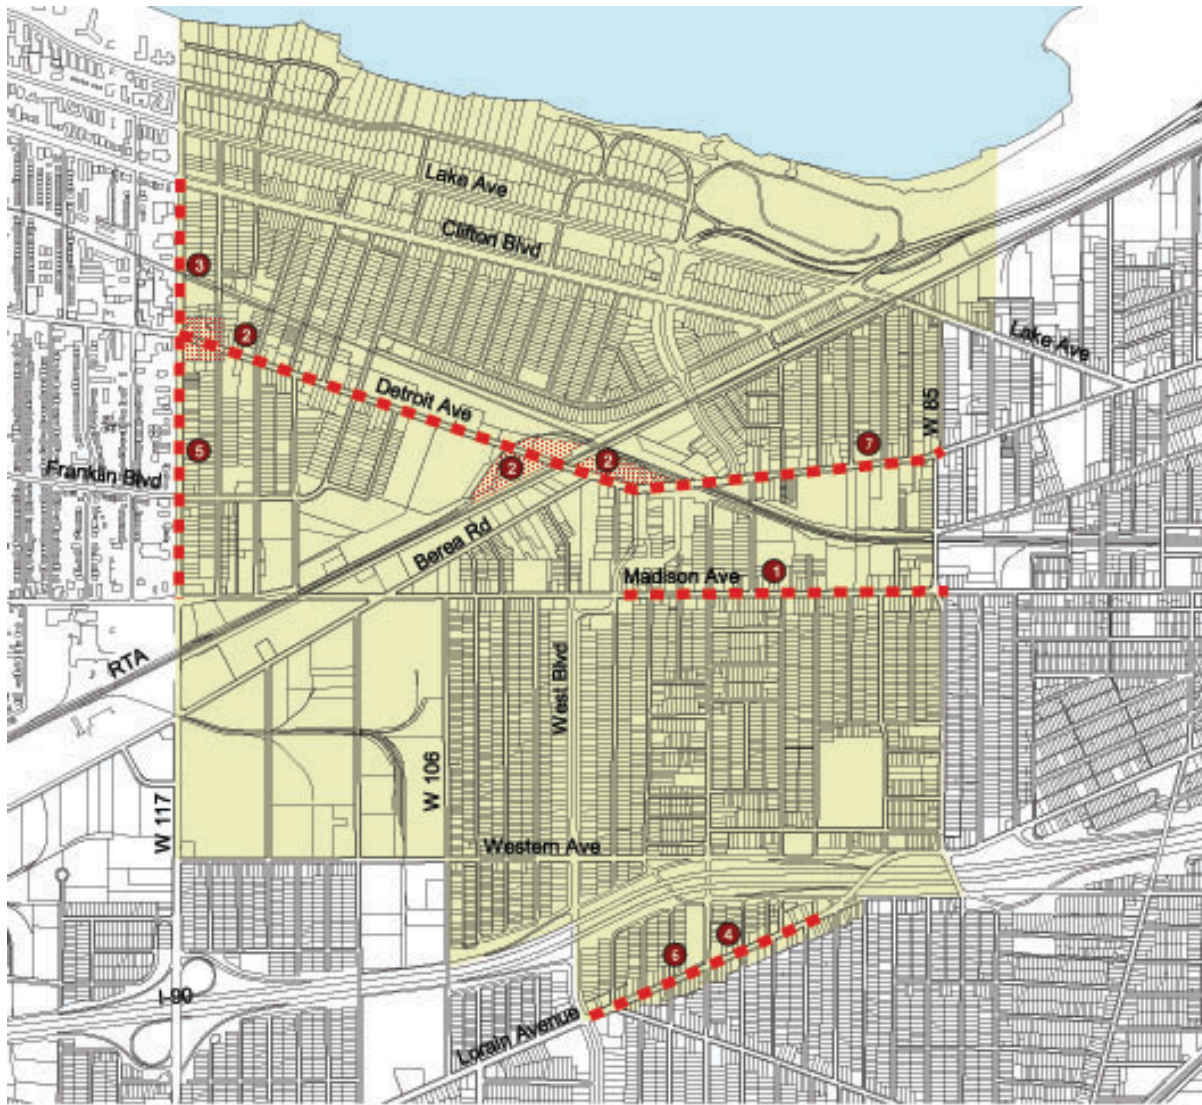 Lake Ave
Clifton Blvd
3
2
Lake Ave
Detroit Ave
W 85
7
5
2
2
Franklin Blvd
Berea Rd
Madison Ave
1
RTA
West Blvd
W 106
W 117
Western Ave
4
6
I-90
Lorain Avenue